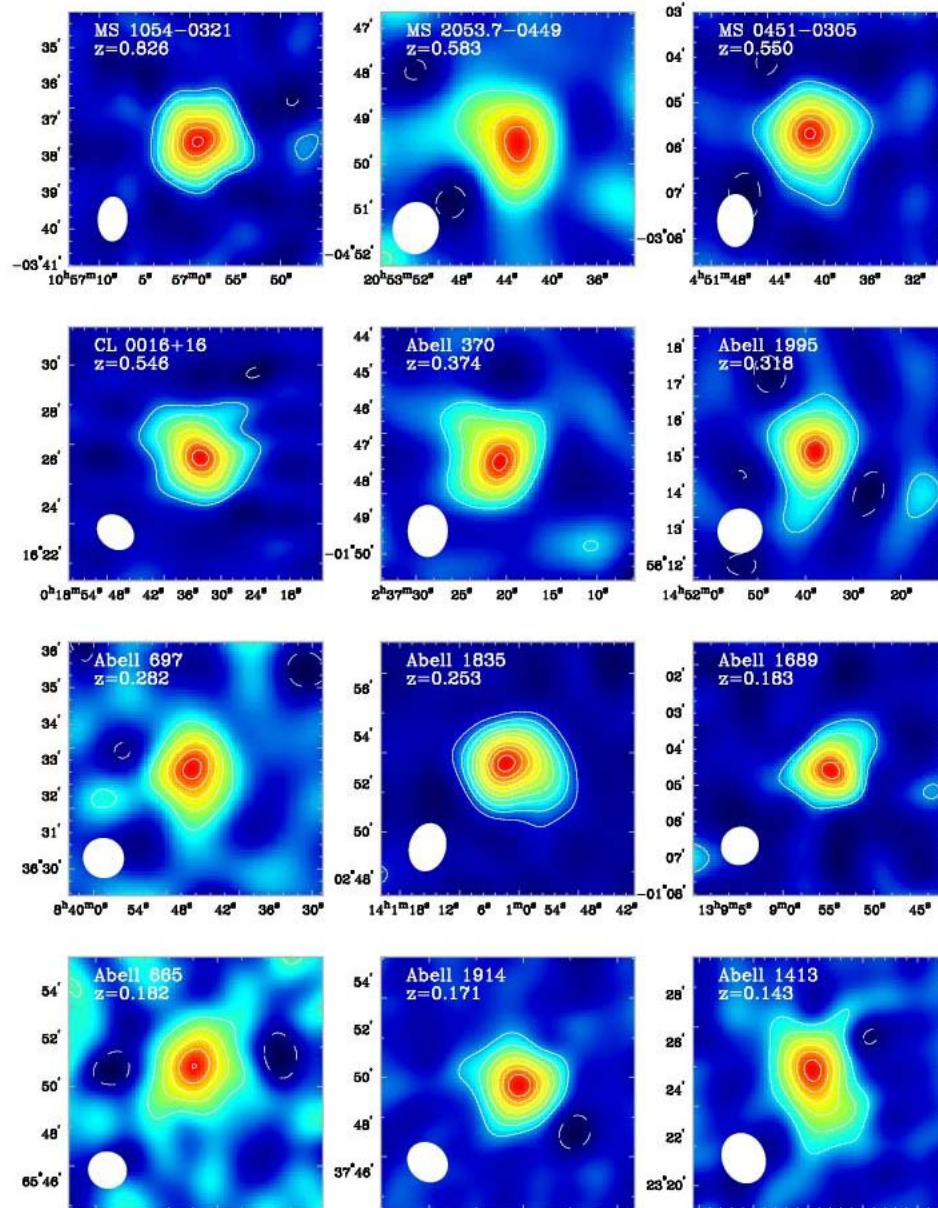 MS 1054-0321
z=0.826
34'
36'
37'
38'
39'
40'
-03°41'
10ʰ57ᵐ10ˢ 5ˢ 57ᵐ0ˢ 55ˢ 50ˢ
MS 2053.7-0449
z=0.583
47'
48'
49'
50'
51'
-04°52'
20ʰ53ᵐ52ˢ 48ˢ 44ˢ 40ˢ 36ˢ
MS 0451-0305
z=0.550
03'
04'
05'
06'
07'
-03°08'
4ʰ51ᵐ48ˢ 44ˢ 40ˢ 36ˢ 30ˢ
CL 0016+16
z=0.546
30'
28'
26'
24'
16°22'
0ʰ18ᵐ54ˢ 48ˢ 42ˢ 36ˢ 30ˢ 24ˢ 18ˢ
Abell 370
z=0.374
44'
45'
46'
47'
48'
49'
-01°50'
2ʰ37ᵐ30ˢ 25ˢ 20ˢ 15ˢ 10ˢ
Abell 1995
z=0.318
18'
17'
16'
15'
14'
13'
58°12'
14ʰ52ᵐ0ˢ 50ˢ 40ˢ 30ˢ 20ˢ
Abell 697
z=0.282
36'
35'
34'
33'
32'
31'
36°30'
8ʰ40ᵐ0ˢ 54ˢ 48ˢ 42ˢ 36ˢ 30ˢ
Abell 1835
z=0.253
56'
54'
52'
50'
02°48'
14ʰ1ᵐ18ˢ 12ˢ 6ˢ 1ᵐ0ˢ 54ˢ 48ˢ 42ˢ
Abell 1689
z=0.183
02'
03'
04'
05'
06'
07'
-01°08'
13ʰ9ᵐ5ˢ 9ᵐ0ˢ 55ˢ 50ˢ 45ˢ
Abell 665
z=0.182
54'
52'
50'
48'
65°46'
Abell 1914
z=0.171
54'
52'
50'
48'
37°46'
Abell 1413
z=0.143
28'
26'
24'
22'
23°20'